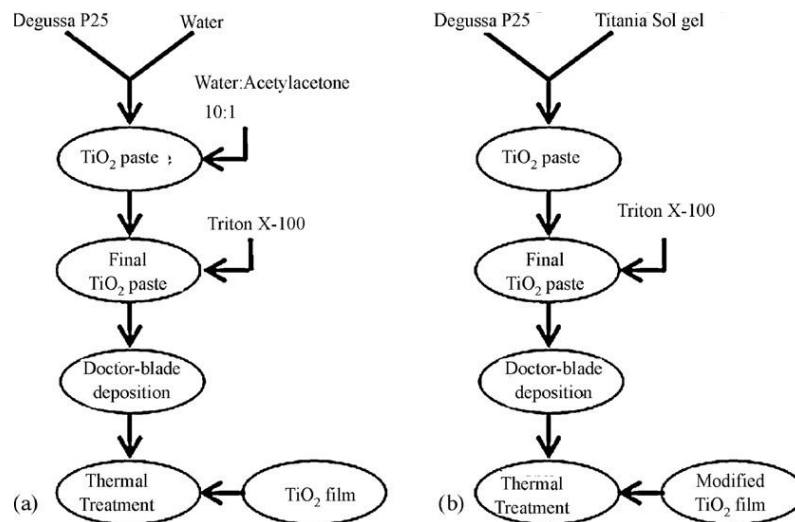 Degussa P25
Water
Water:Acetylacetone
10:1
TiO₂ paste :
Triton X-100
Final
TiO₂ paste
Doctor-blade
deposition
Thermal
Treatment
TiO₂ film
(a)
Degussa P25
Titania Sol gel
TiO₂ paste
Triton X-100
Final
TiO₂ paste
Doctor-blade
deposition
Thermal
Treatment
Modified
TiO₂ film
(b)